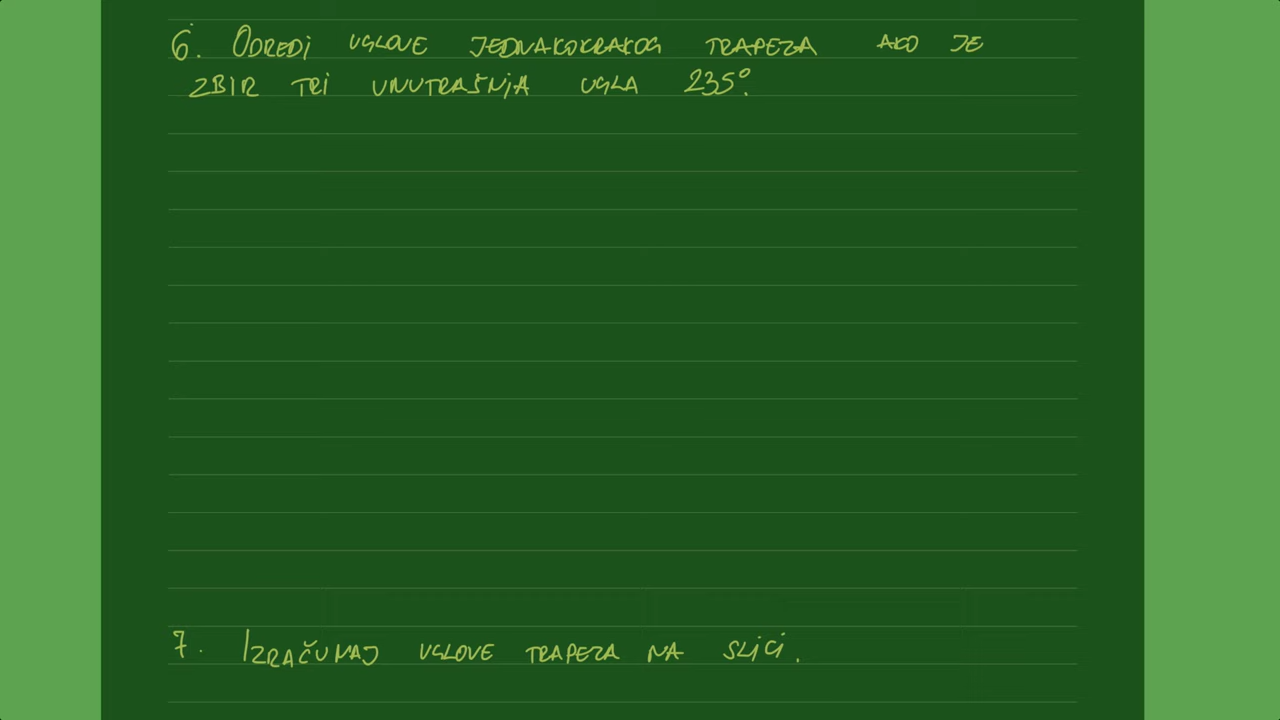 6. ODREDI UGLOVE JEDNAKOKRAKOG TRAPEZA AKO JE
ZBIR TRI UNUTRAŠNJA UGLA 235°.
7. IZRAČUNAJ UGLOVE TRAPEZA NA SLICI.